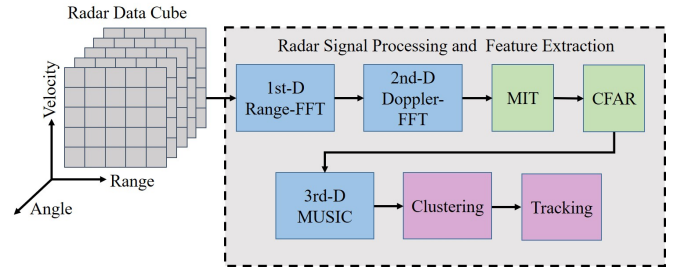 Radar Data Cube
Velocity
Range
Angle
Radar Signal Processing and Feature Extraction
1st-D
Range-FFT
2nd-D
Doppler-
FFT
MIT
CFAR
3rd-D
MUSIC
Clustering
Tracking